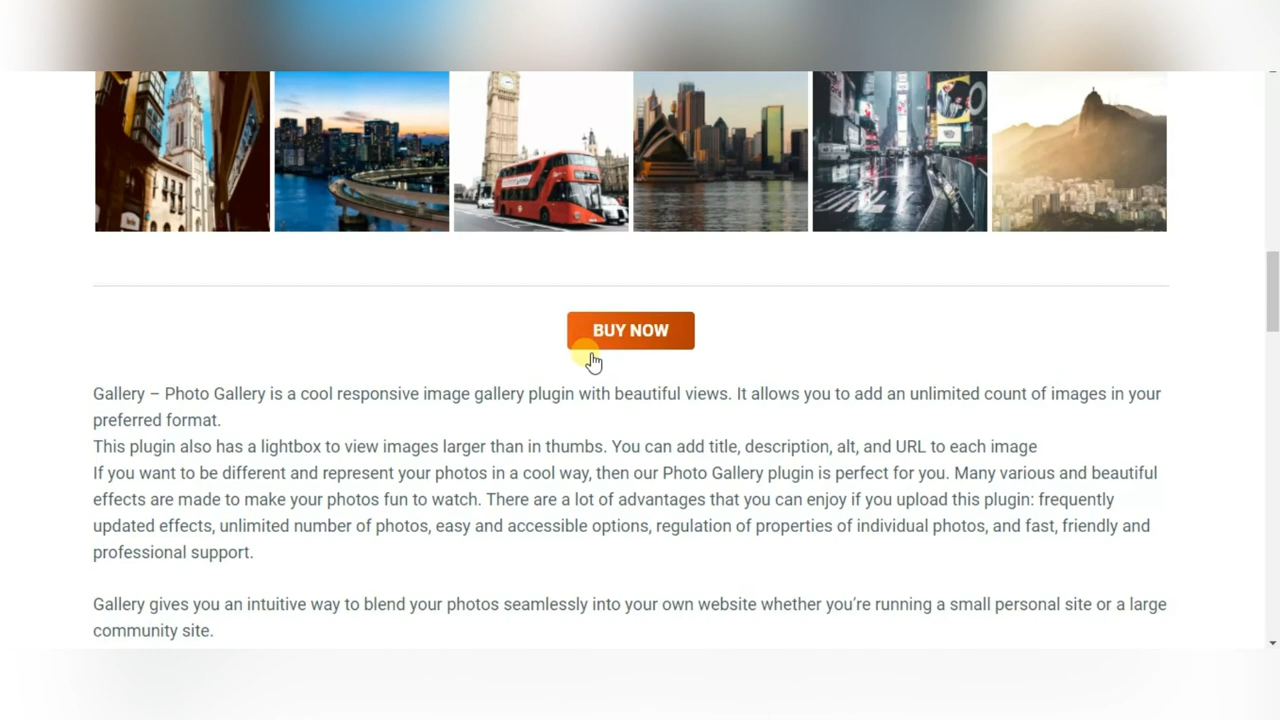 BUY NOW
Gallery – Photo Gallery is a cool responsive image gallery plugin with beautiful views. It allows you to add an unlimited count of images in your
preferred format.
This plugin also has a lightbox to view images larger than in thumbs. You can add title, description, alt, and URL to each image
If you want to be different and represent your photos in a cool way, then our Photo Gallery plugin is perfect for you. Many various and beautiful
effects are made to make your photos fun to watch. There are a lot of advantages that you can enjoy if you upload this plugin: frequently
updated effects, unlimited number of photos, easy and accessible options, regulation of properties of individual photos, and fast, friendly and
professional support.
Gallery gives you an intuitive way to blend your photos seamlessly into your own website whether you’re running a small personal site or a large
community site.